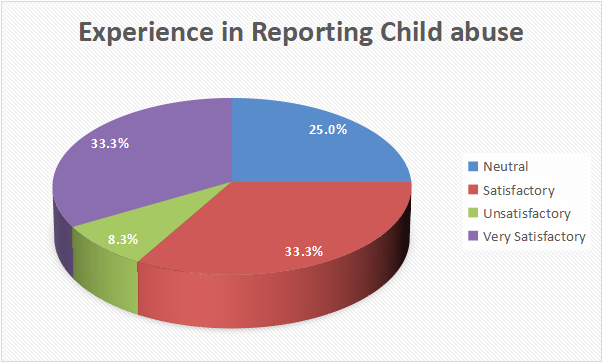 Experience in Reporting Child abuse
25.0%
33.3%
8.3%
33.3%
Neutral
Satisfactory
Unsatisfactory
Very Satisfactory